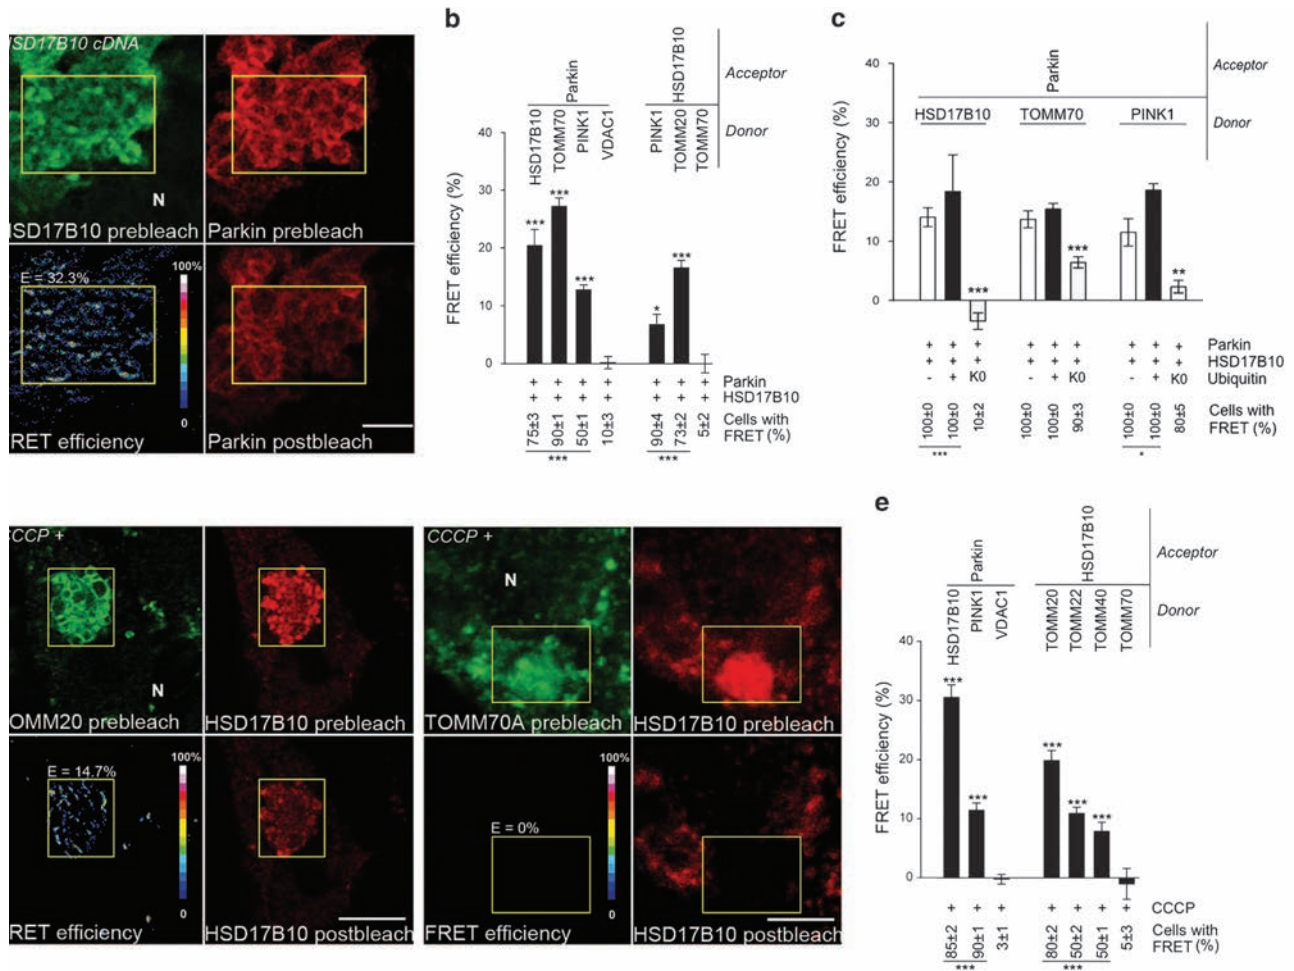 b
c
HSD17B10 cDNA
HSD17B10 prebleach
N
Parkin prebleach
E = 32.3%
100%
0
FRET efficiency
Parkin postbleach
Acceptor
Donor
Parkin
HSD17B10
HSD17B10
TOMM70
PINK1
VDAC1
PINK1
TOMM20
TOMM70
FRET efficiency (%)
40
30
20
10
0
***
***
***
*
***
+ + + + + + + Parkin
+ + + + + + + HSD17B10
75±3 90±1 50±1 10±3 90±4 73±2 5±2 Cells with
FRET (%)
*** ***
Acceptor
Donor
Parkin
HSD17B10 TOMM70 PINK1
FRET efficiency (%)
40
30
20
10
0
***
***
**
+ + + + + + + + + Parkin
+ + + + + + + + + HSD17B10
- + K0 - + K0 - + K0 Ubiquitin
100±0 100±0 10±2 100±0 100±0 90±3 100±0 100±0 80±5 Cells with
FRET (%)
*** *
CCCP +
N
TOMM20 prebleach
HSD17B10 prebleach
E = 14.7%
100%
0
FRET efficiency
HSD17B10 postbleach
CCCP +
N
TOMM70A prebleach
HSD17B10 prebleach
E = 0%
100%
0
FRET efficiency
HSD17B10 postbleach
e
Acceptor
Donor
Parkin
HSD17B10
HSD17B10
PINK1
VDAC1
TOMM20
TOMM22
TOMM40
TOMM70
FRET efficiency (%)
40
30
20
10
0
***
***
***
***
***
+ + + + + + + CCCP
85±2 90±1 3±1 80±2 50±2 50±1 5±3 Cells with
FRET (%)
*** ***